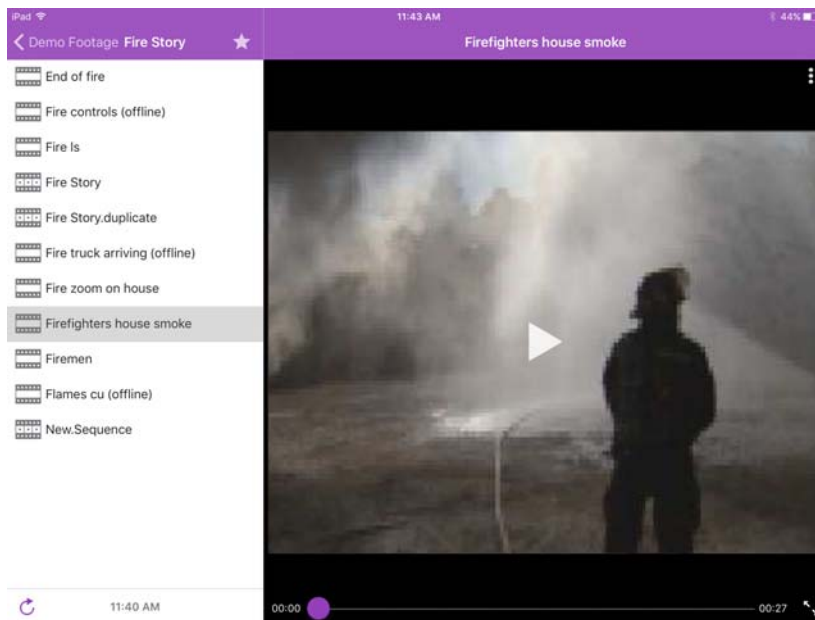 iPad 11:43 AM 44%
Demo Footage Fire Story
Firefighters house smoke
End of fire
Fire controls (offline)
Fire ls
Fire Story
Fire Story.duplicate
Fire truck arriving (offline)
Fire zoom on house
Firefighters house smoke
Firemen
Flames cu (offline)
New.Sequence
11:40 AM
00:00
00:27